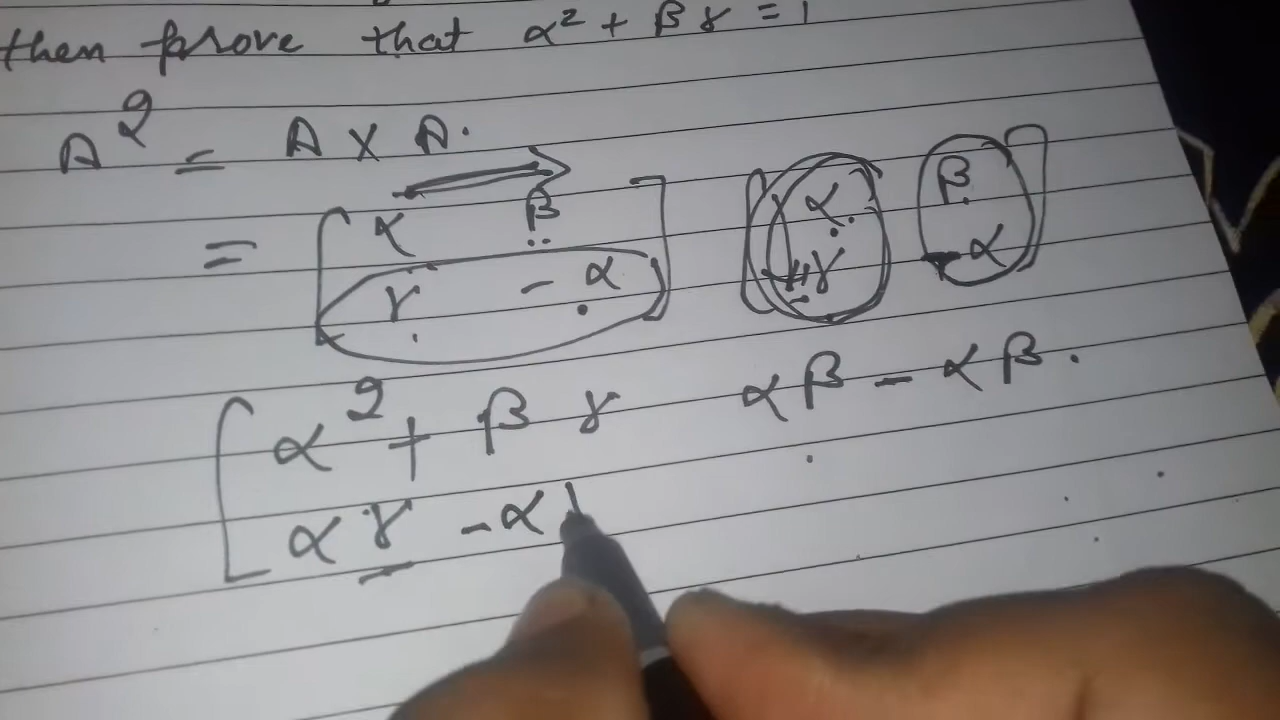 then prove that α² + βγ = 1
A² = A × A.
= [ α β γ - α ] [ α β γ - α ]
[ α² + βγ αβ - αβ.
αγ - α